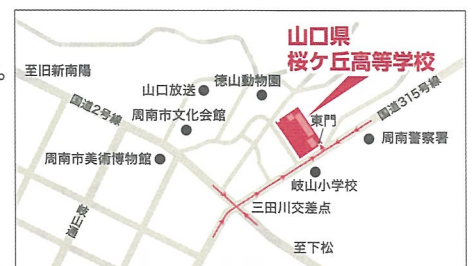 山口県
桜ケ丘高等学校
至旧新南陽
山口放送
徳山動物園
国道2号線
周南市文化会館
東門
国道315号線
周南警察署
周南市美術博物館
岐山小学校
岐山通
三田川交差点
至下松